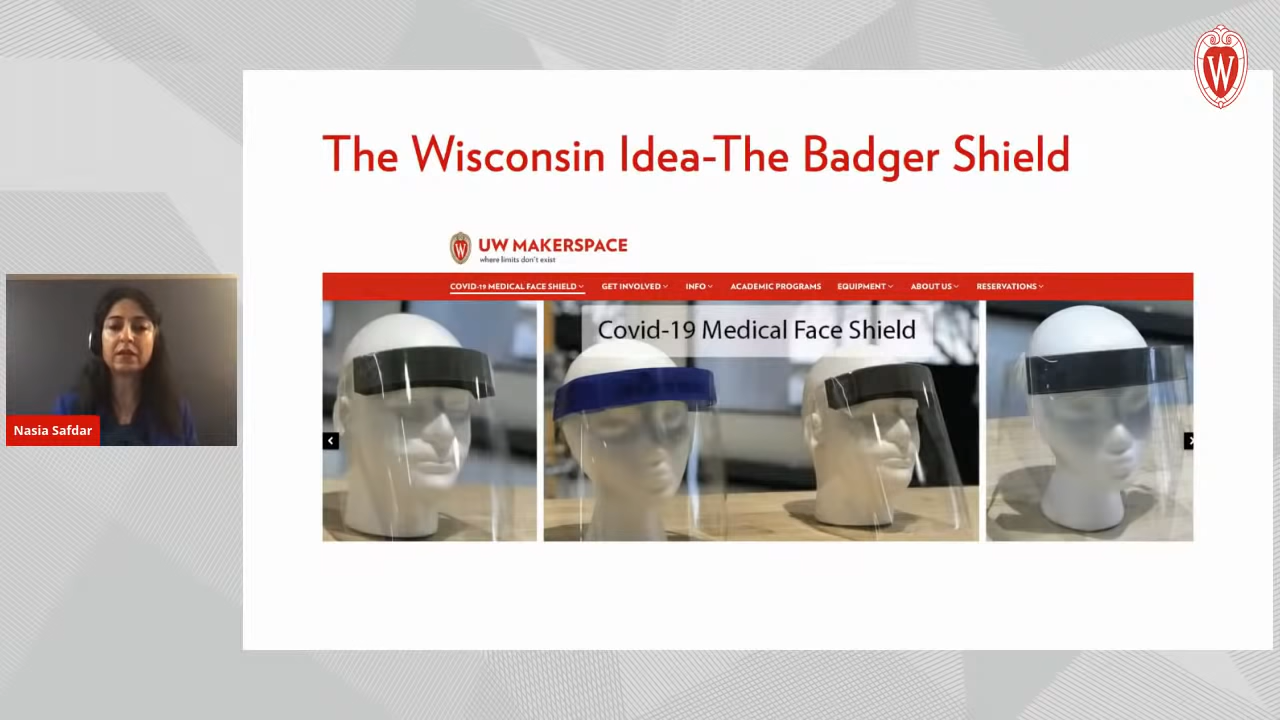 W
The Wisconsin Idea-The Badger Shield
W
UW MAKERSPACE
where limits don't exist
COVID-19 MEDICAL FACE SHIELD GET INVOLVED INFO ACADEMIC PROGRAMS EQUIPMENT ABOUT US RESERVATIONS
Covid-19 Medical Face Shield
Nasia Safdar